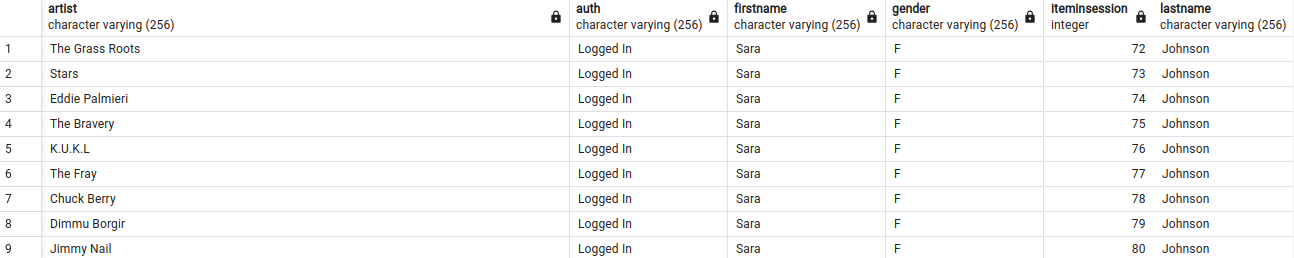 artist auth firstname gender iteminsession lastname
character varying (256) character varying (256) character varying (256) character varying (256) integer character varying (256)
1 The Grass Roots Logged In Sara F 72 Johnson
2 Stars Logged In Sara F 73 Johnson
3 Eddie Palmieri Logged In Sara F 74 Johnson
4 The Bravery Logged In Sara F 75 Johnson
5 K.U.K.L Logged In Sara F 76 Johnson
6 The Fray Logged In Sara F 77 Johnson
7 Chuck Berry Logged In Sara F 78 Johnson
8 Dimmu Borgir Logged In Sara F 79 Johnson
9 Jimmy Nail Logged In Sara F 80 Johnson